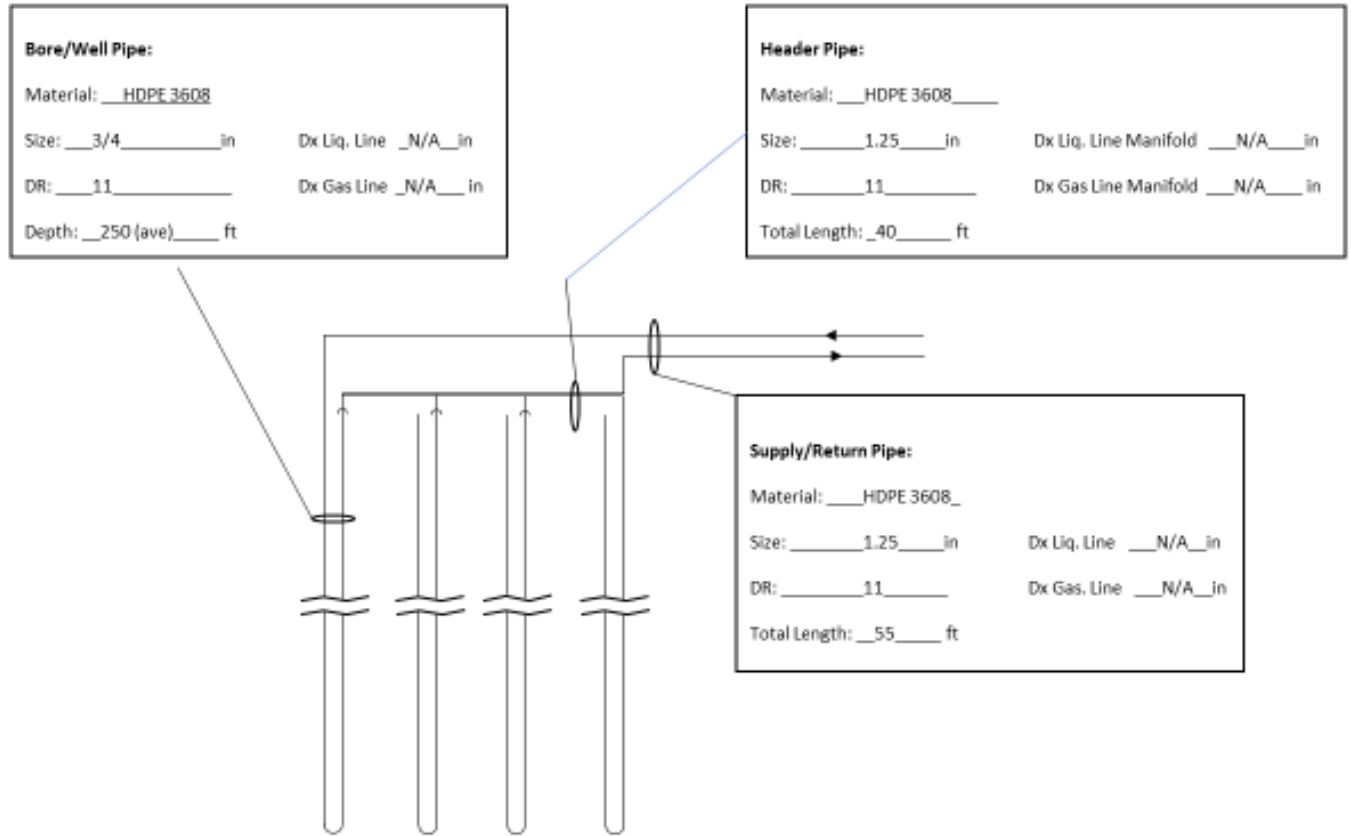 Bore/Well Pipe:
Material: __HDPE 3608
Size: ___3/4___________in Dx Liq. Line _N/A__in
DR: ____11_____________ Dx Gas Line _N/A___ in
Depth: __250 (ave)_____ ft
Header Pipe:
Material: ___HDPE 3608_____
Size: _______1.25_____in Dx Liq. Line Manifold ___N/A____in
DR: ________11__________ Dx Gas Line Manifold ___N/A____ in
Total Length: _40______ ft
Supply/Return Pipe:
Material: ____HDPE 3608_
Size: ________1.25_____in Dx Liq. Line ___N/A__in
DR: _________11_______ Dx Gas. Line ___N/A__in
Total Length: __55_____ ft